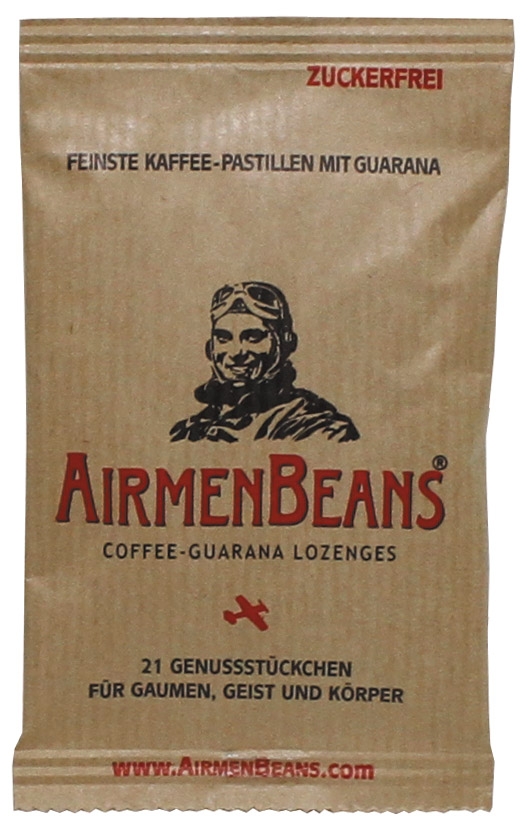 ZUCKERFREI
FEINSTE KAFFEE-PASTILLEN MIT GUARANA
AIRMENBEANS®
COFFEE-GUARANA LOZENGES
21 GENUSSSTÜCKCHEN
FÜR GAUMEN, GEIST UND KÖRPER
www.AIRMENBEANS.com